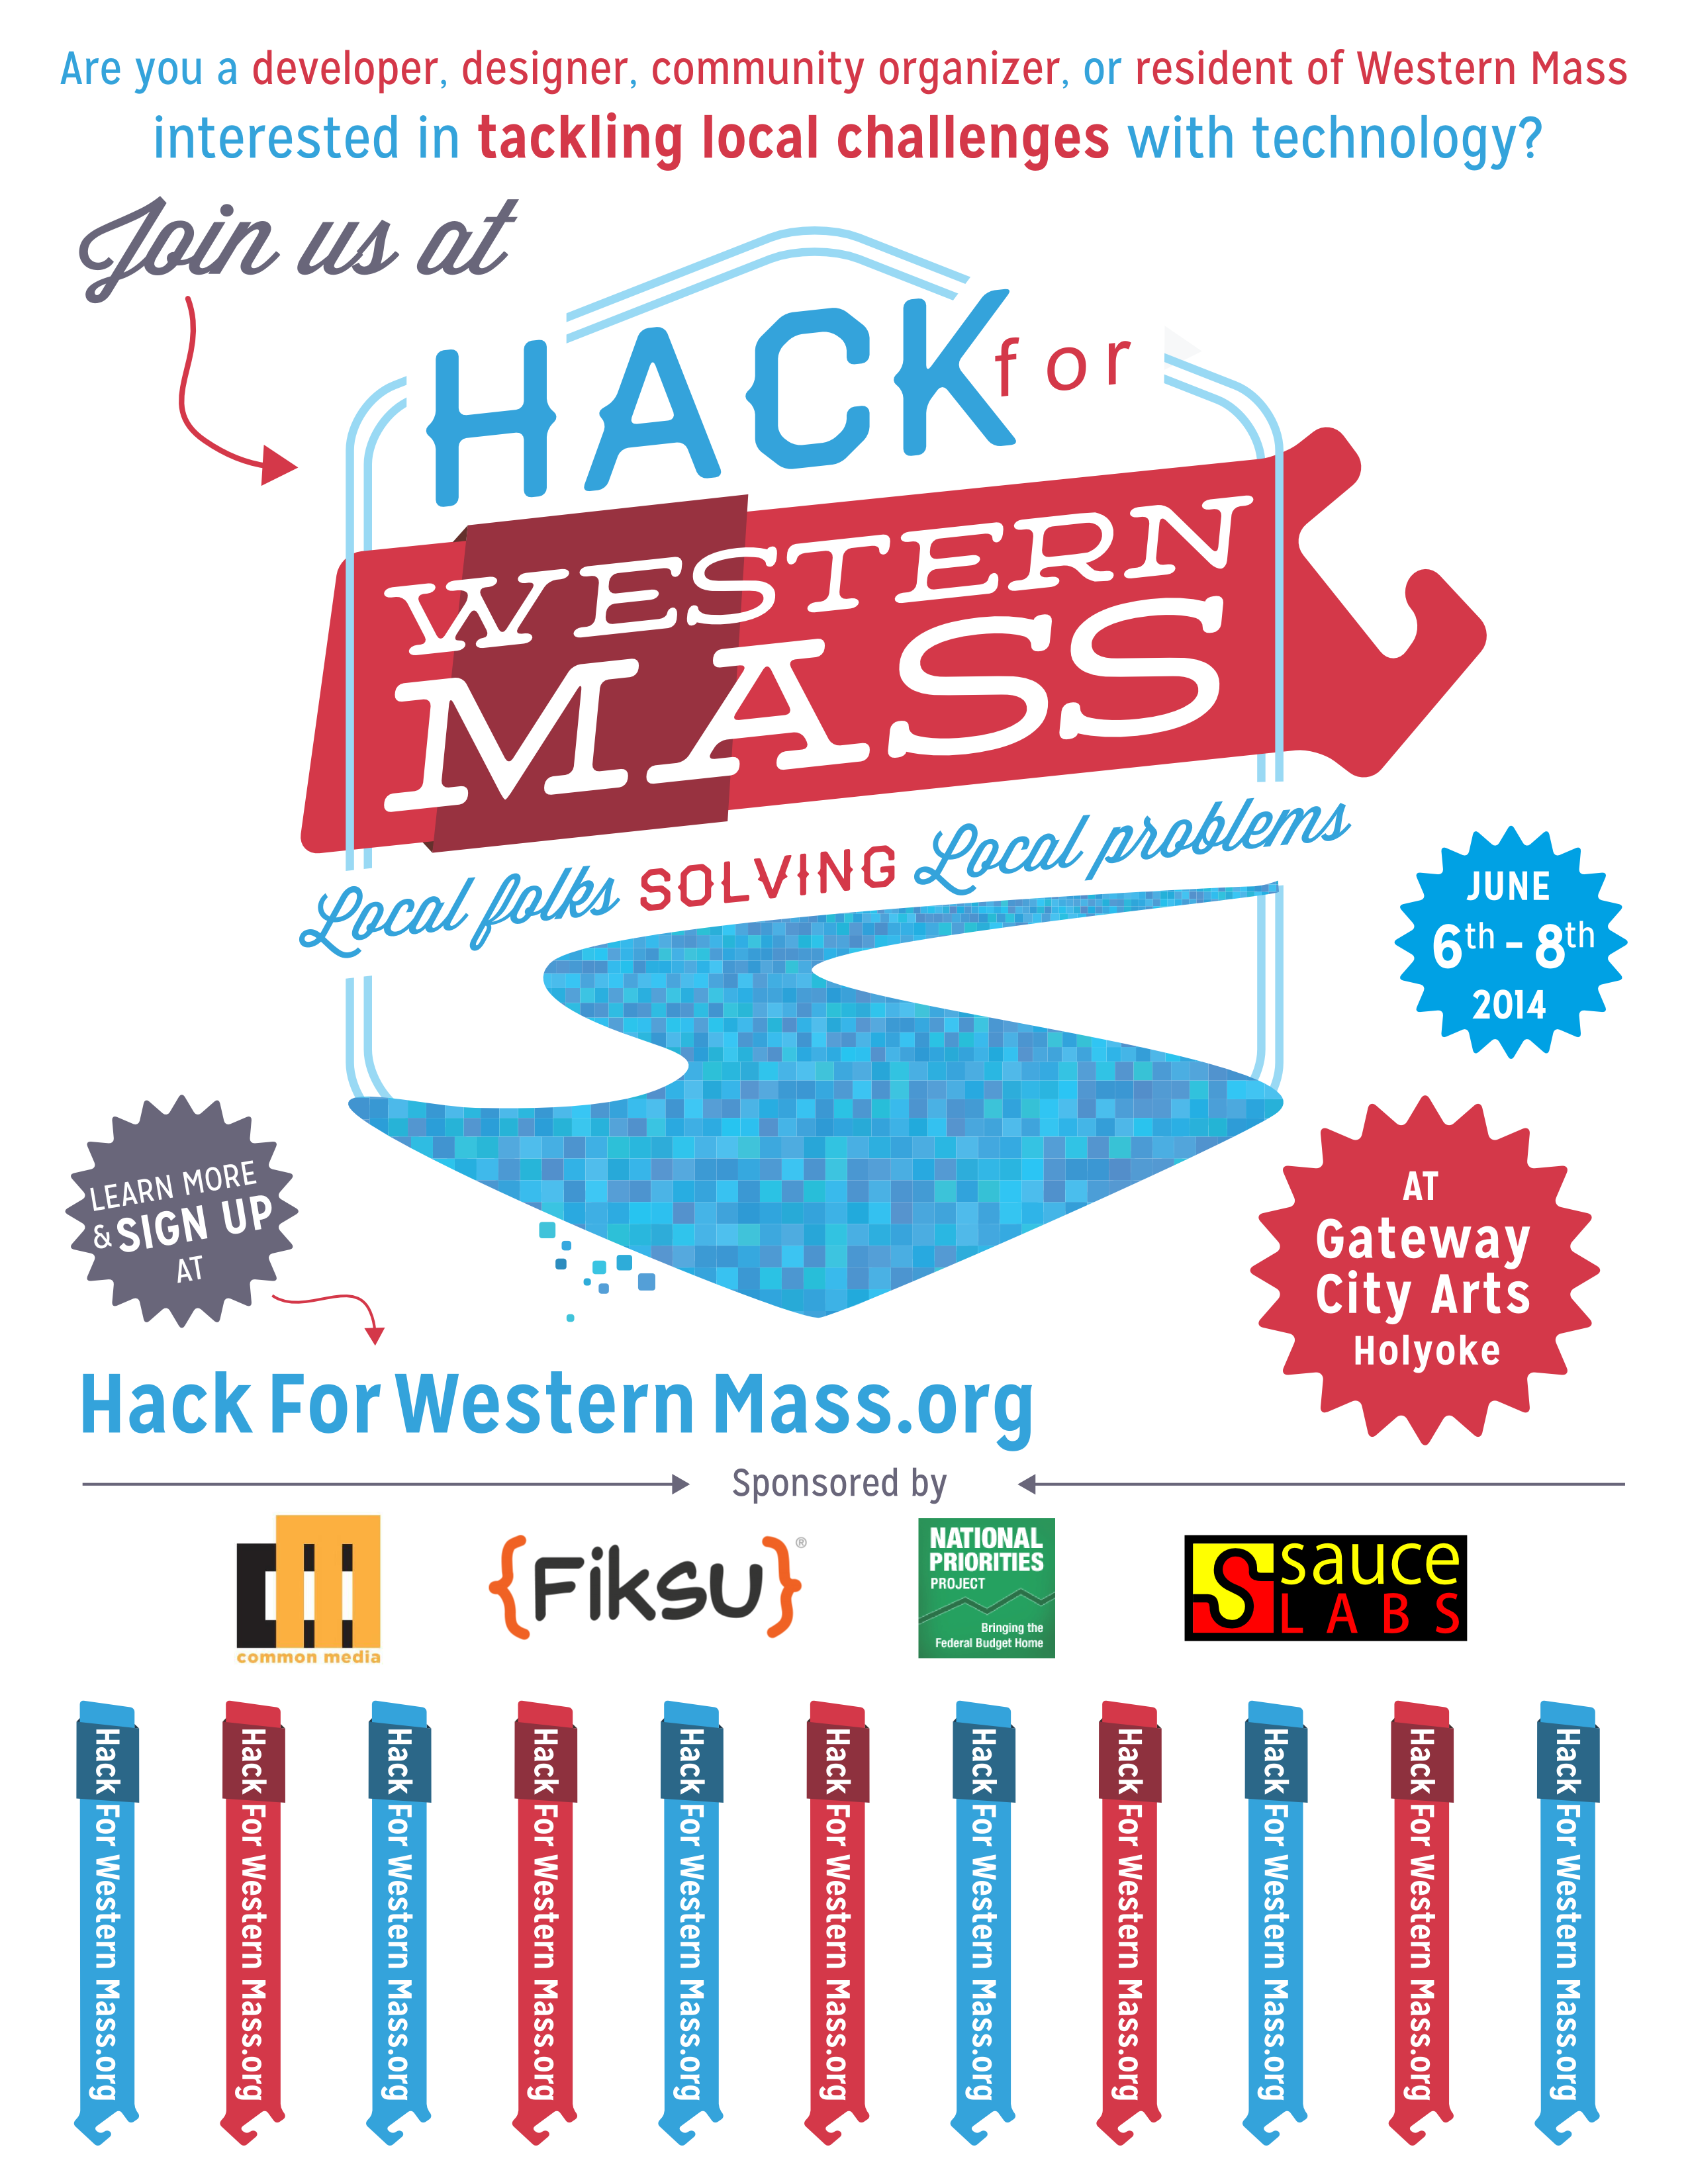 Are you a developer, designer, community organizer, or resident of Western Mass
interested in tackling local challenges with technology?
Join us at
HACK for
WESTERN
MASS
Local folks SOLVING Local problems
JUNE
6th - 8th
2014
LEARN MORE
& SIGN UP
AT
AT
Gateway
City Arts
Holyoke
Hack For Western Mass.org
Sponsored by
common media
{Fiksu}®
NATIONAL
PRIORITIES
PROJECT
Bringing the
Federal Budget Home
sauce
LABS
Hack For Western Mass.org
Hack For Western Mass.org
Hack For Western Mass.org
Hack For Western Mass.org
Hack For Western Mass.org
Hack For Western Mass.org
Hack For Western Mass.org
Hack For Western Mass.org
Hack For Western Mass.org
Hack For Western Mass.org
Hack For Western Mass.org